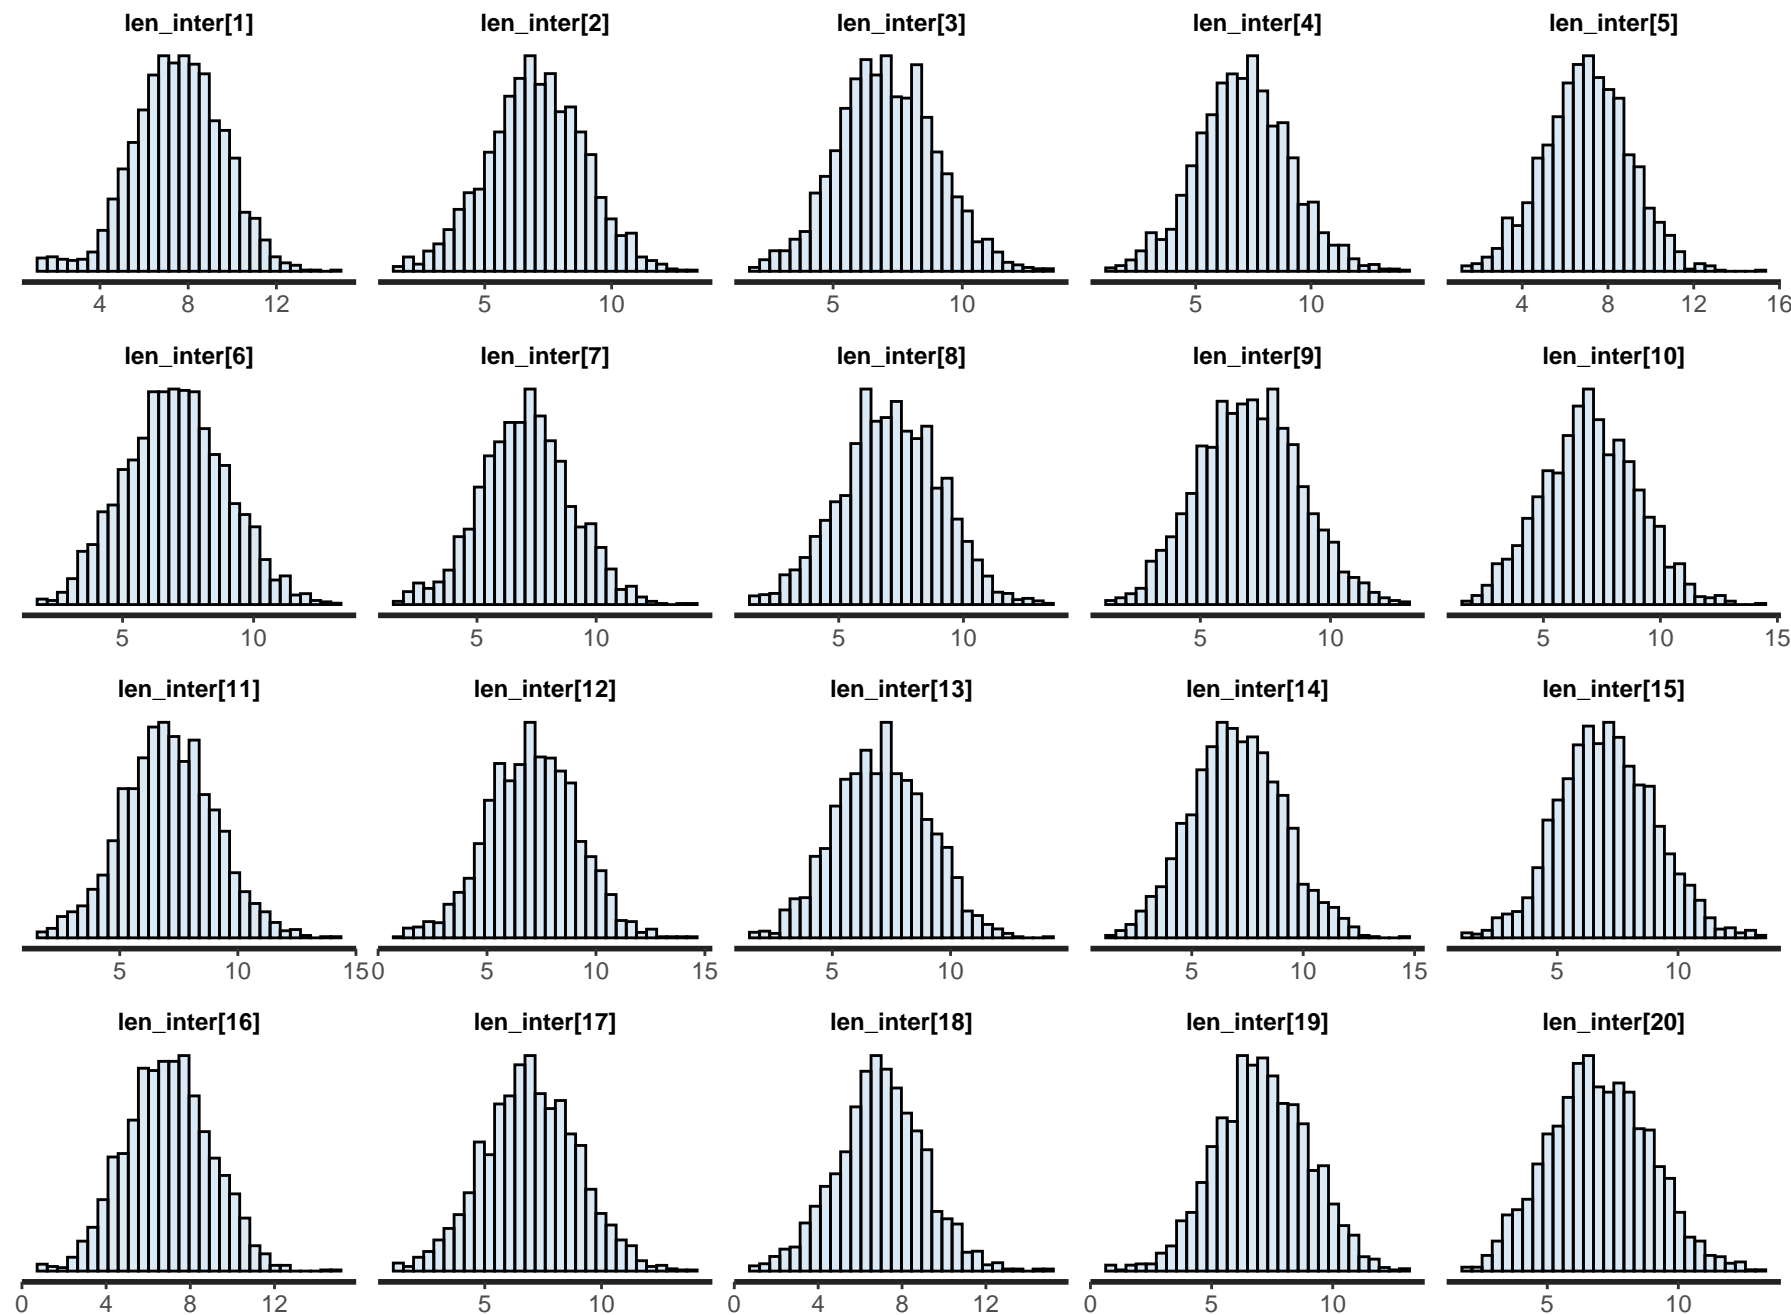 len_inter[1] len_inter[2] len_inter[3] len_inter[4] len_inter[5]
4 8 12 5 10 5 10 5 10 4 8 12 16
len_inter[6] len_inter[7] len_inter[8] len_inter[9] len_inter[10]
5 10 5 10 5 10 5 10 5 10 15
len_inter[11] len_inter[12] len_inter[13] len_inter[14] len_inter[15]
5 10 15 0 5 10 15 5 10 5 10 15 5 10
len_inter[16] len_inter[17] len_inter[18] len_inter[19] len_inter[20]
0 4 8 12 5 10 0 4 8 12 0 5 10 5 10